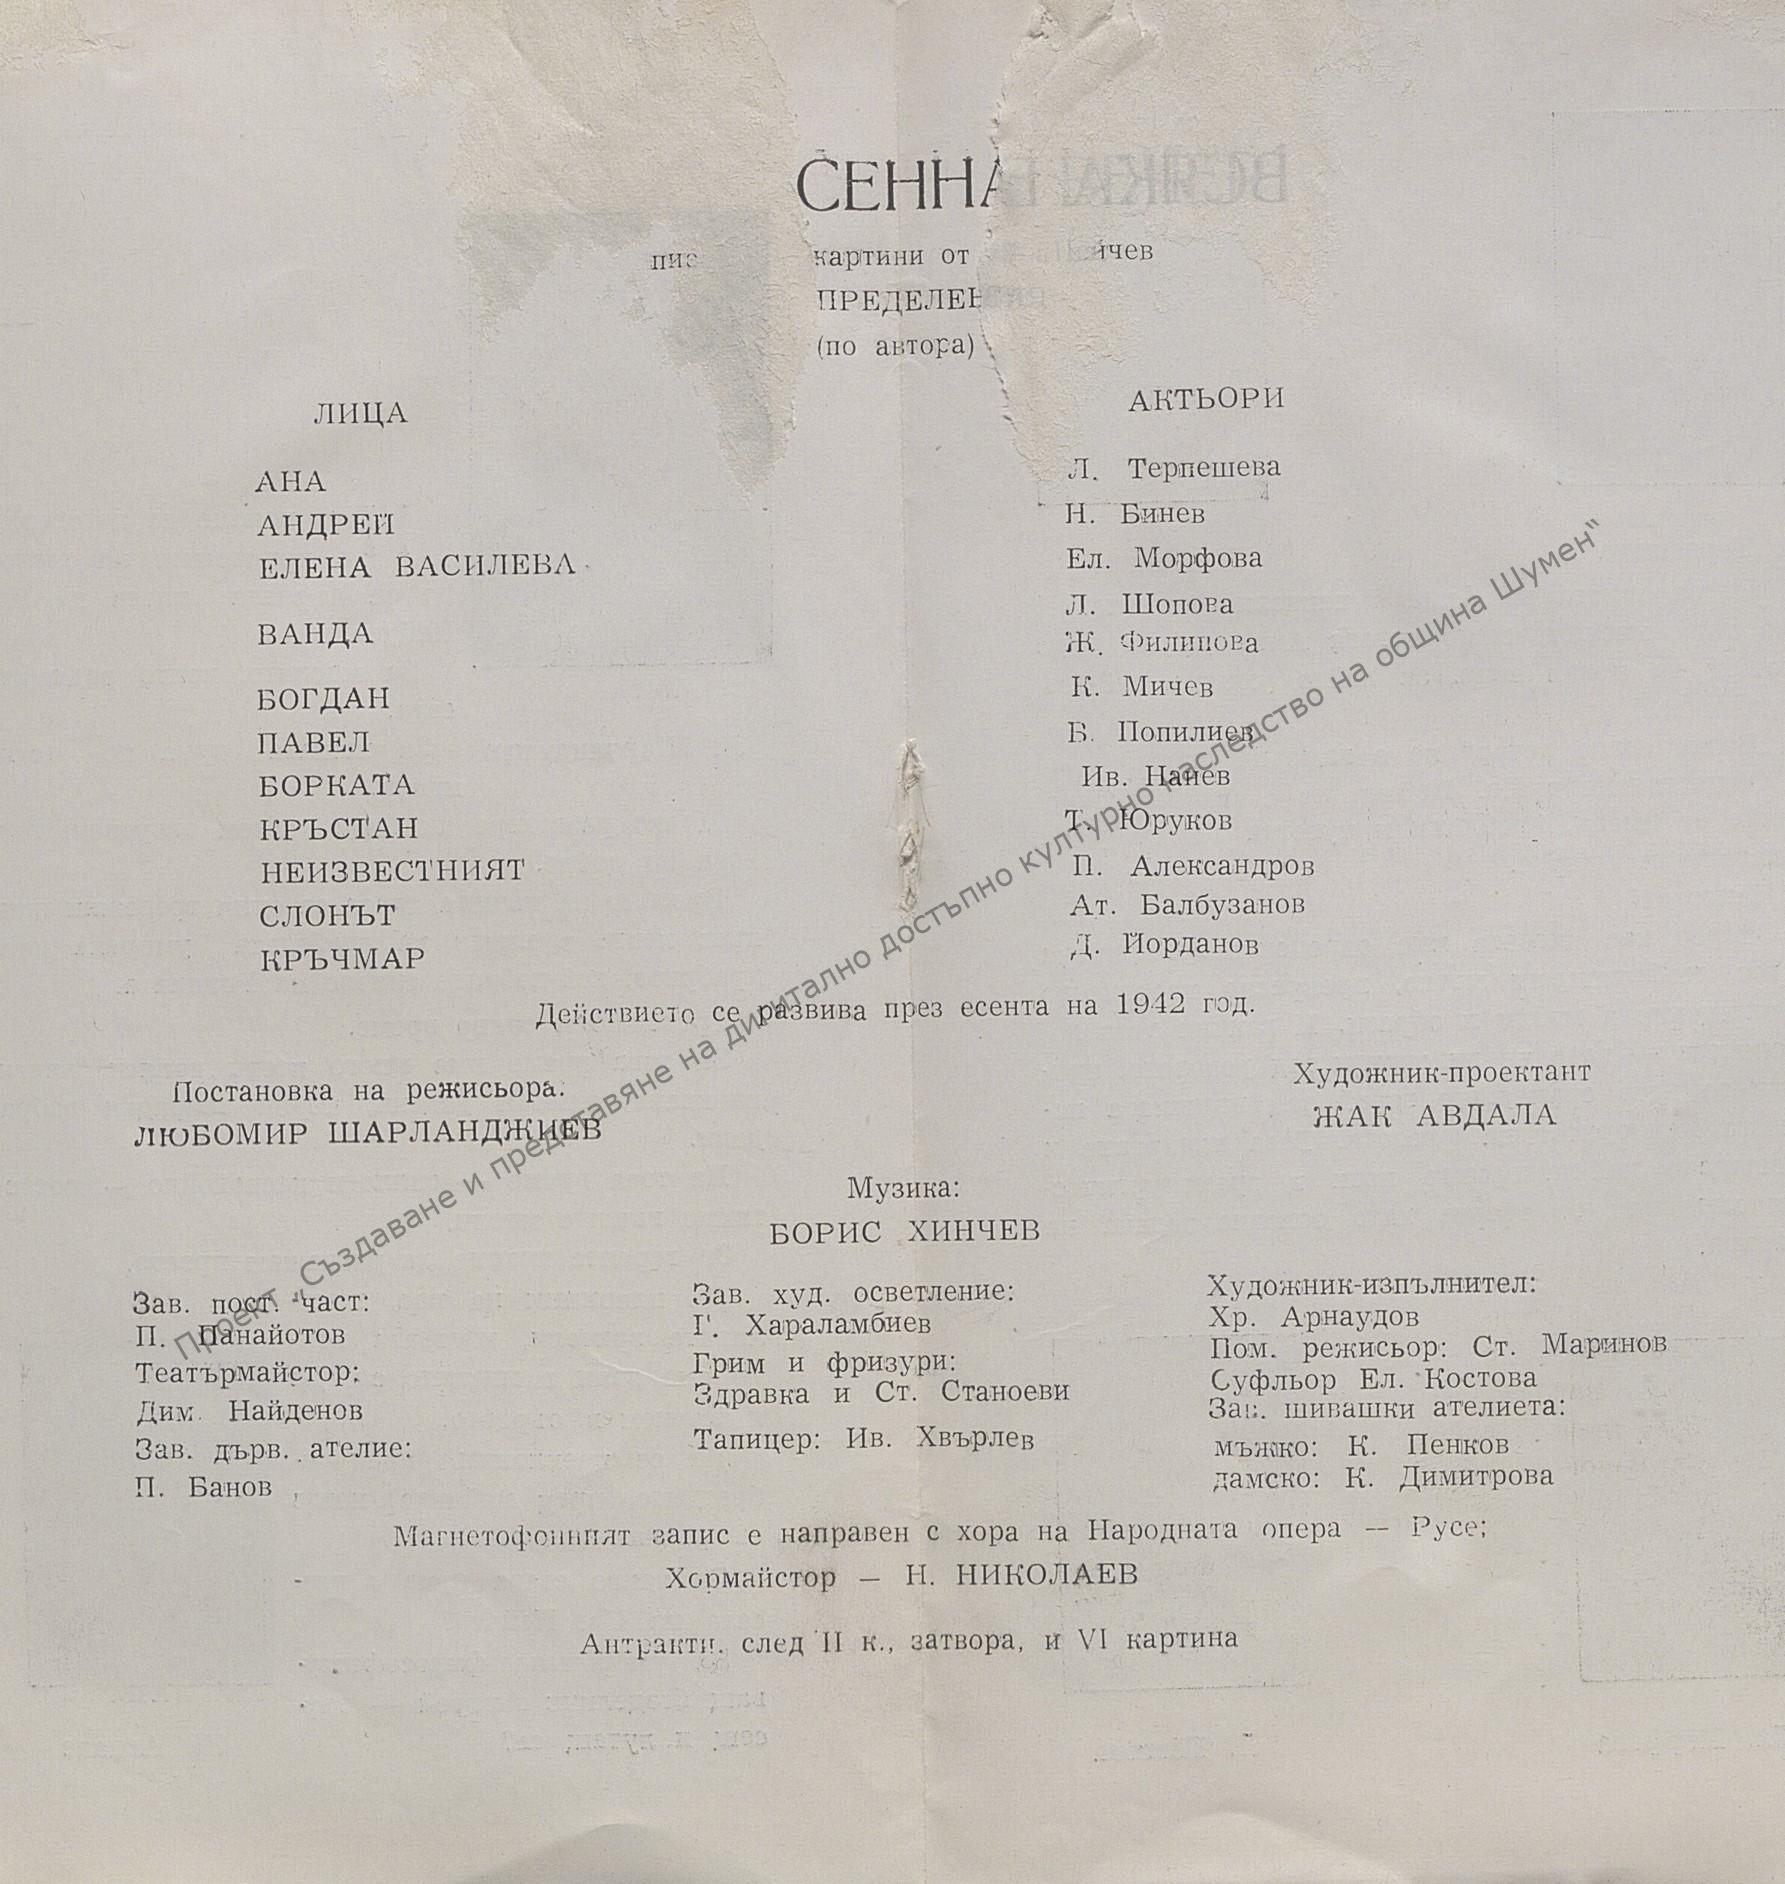 СЕННА
картини от
ПРЕДЕЛЕН
(по автора)
ЛИЦА
АКТЬОРИ
АНА
Л. Терпешева
АНДРЕЙ
Н. Бинев
ЕЛЕНА ВАСИЛЕВА
Ел. Морфова
Л. Шопова
ВАНДА
Ж. Филипова
БОГДАН
К. Мичев
ПАВЕЛ
В. Попилиев
БОРКАТА
Ив. Нанев
КРЪСТАН
Т. Юруков
НЕИЗВЕСТНИЯТ
П. Александров
СЛОНЪТ
Ат. Балбузанов
КРЪЧМАР
Д. Йорданов
Действието се развива през есента на 1942 год.
Постановка на режисьора:
ЛЮБОМИР ШАРЛАНДЖИЕВ
Художник-проектант
ЖАК АВДАЛА
Музика:
БОРИС ХИНЧЕВ
Зав. пост. част:
П. Панайотов
Театърмайстор:
Дим. Найденов
Зав. дърв. ателие:
П. Банов
Зав. худ. осветление:
Г. Хараламбиев
Грим и фризури:
Здравка и Ст. Станоеви
Тапицер: Ив. Хвърлев
Художник-изпълнител:
Хр. Арнаудов
Пом. режисьор: Ст. Маринов
Суфльор Ел. Костова
Зав. шивашки ателиета:
мъжко: К. Пенков
дамско: К. Димитрова
Магнетофонният запис е направен с хора на Народната опера — Русе;
Хормайстор — Н. НИКОЛАЕВ
Антракти. след II к., затвора, и VI картина
Проект „Създаване и представяне на дигитално достъпно културно наследство на община Шумен“